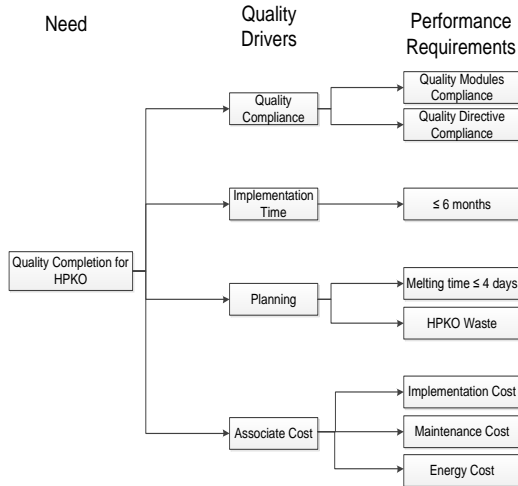 Need
Quality
Drivers
Performance
Requirements
Quality
Compliance
Quality Modules
Compliance
Quality Directive
Compliance
Implementation
Time
≤ 6 months
Quality Completion for
HPKO
Planning
Melting time ≤ 4 days
HPKO Waste
Associate Cost
Implementation Cost
Maintenance Cost
Energy Cost